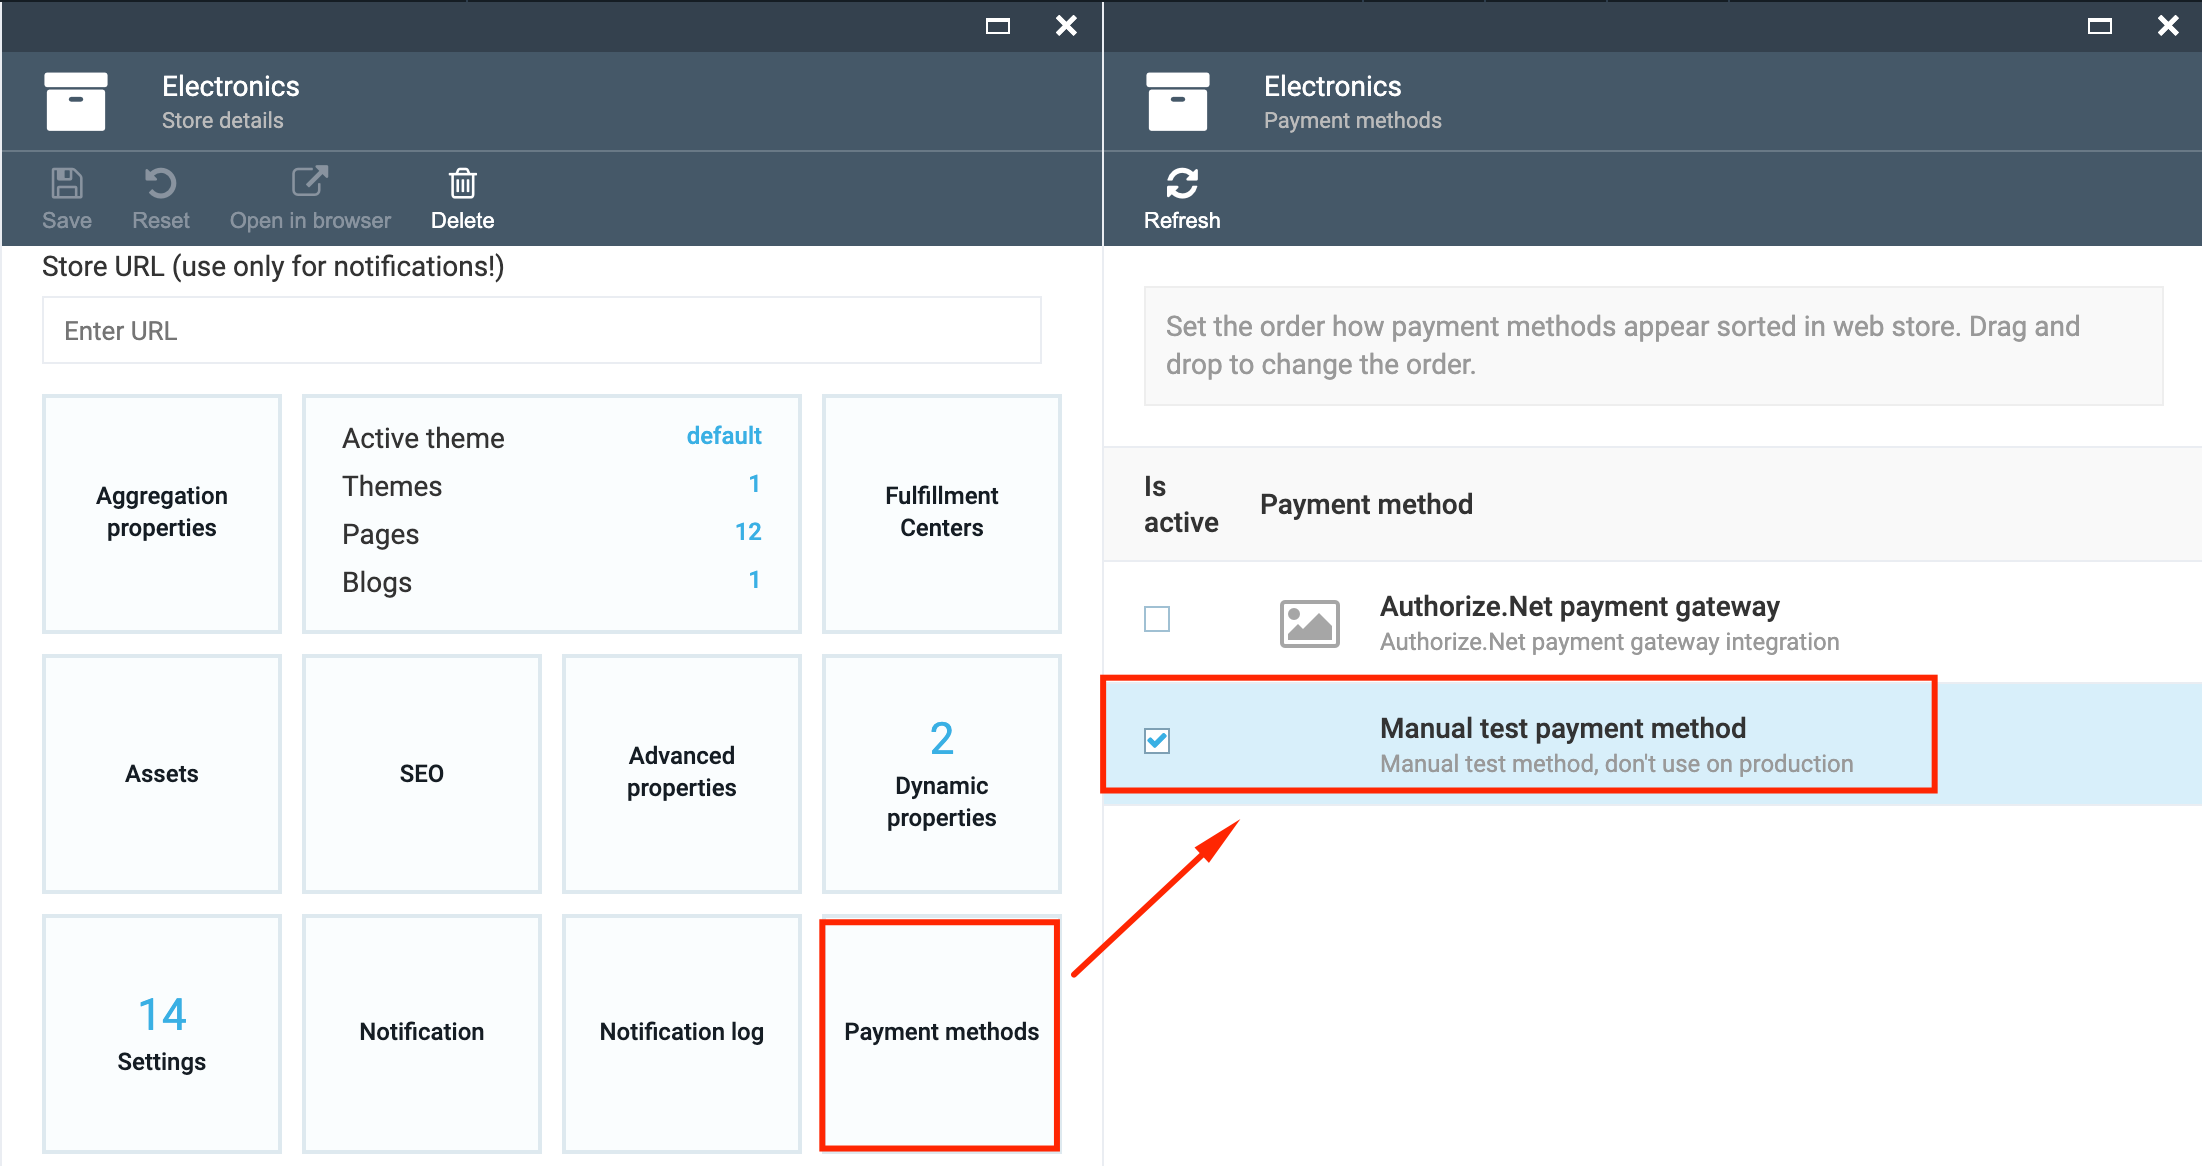 Electronics
Store details
Save
Reset
Open in browser
Delete
Store URL (use only for notifications!)
Enter URL
Aggregation
properties
Active theme default
Themes 1
Pages 12
Blogs 1
Fulfillment
Centers
Assets
SEO
Advanced
properties
2
Dynamic
properties
14
Settings
Notification
Notification log
Payment methods
Electronics
Payment methods
Refresh
Set the order how payment methods appear sorted in web store. Drag and
drop to change the order.
Is
active
Payment method
Authorize.Net payment gateway
Authorize.Net payment gateway integration
Manual test payment method
Manual test method, don't use on production